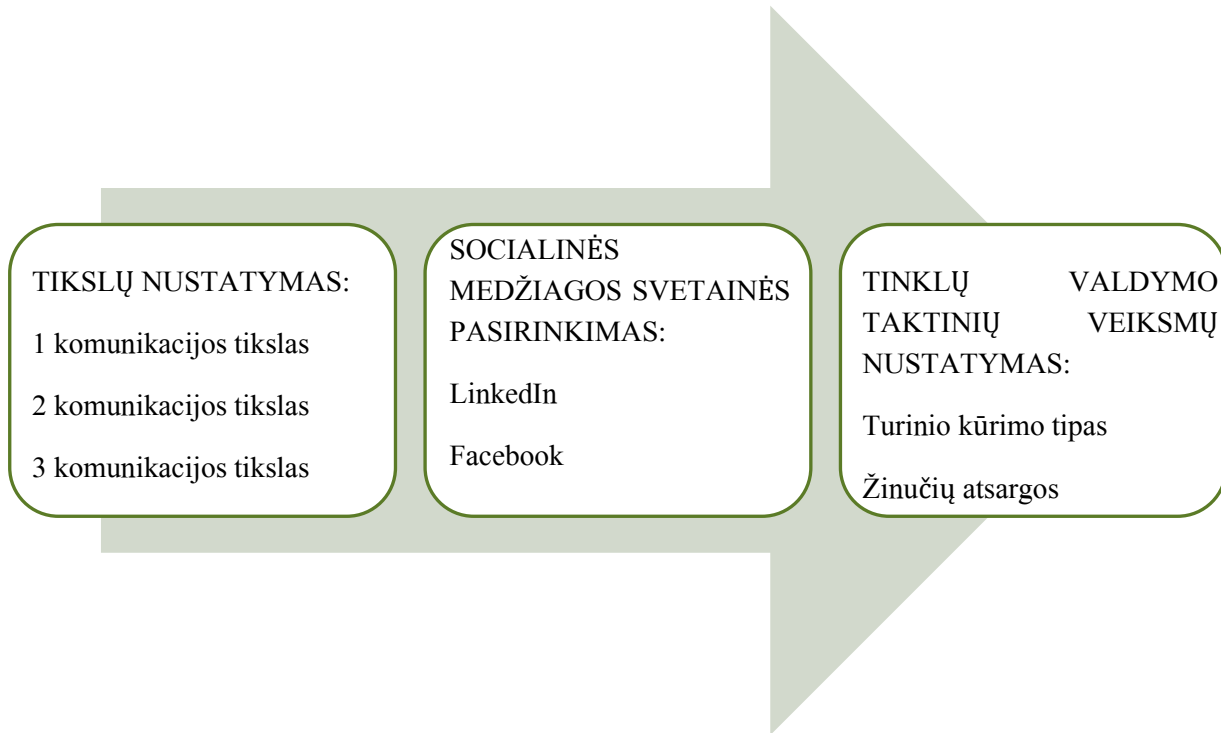 TIKSLŲ NUSTATYMAS:
1 komunikacijos tikslas
2 komunikacijos tikslas
3 komunikacijos tikslas
SOCIALINĖS
MEDŽIAGOS SVETAINĖS
PASIRINKIMAS:
LinkedIn
Facebook
TINKLŲ VALDYMO
TAKTINIŲ VEIKSMŲ
NUSTATYMAS:
Turinio kūrimo tipas
Žinučių atsargos